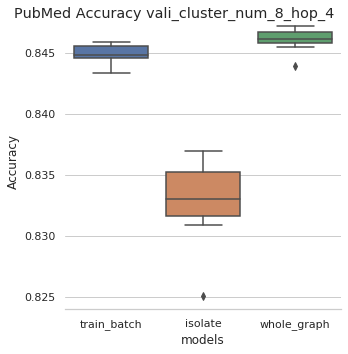 PubMed Accuracy vali_cluster_num_8_hop_4
0.845
0.840
0.835
0.830
0.825
Accuracy
train_batch isolate whole_graph
models